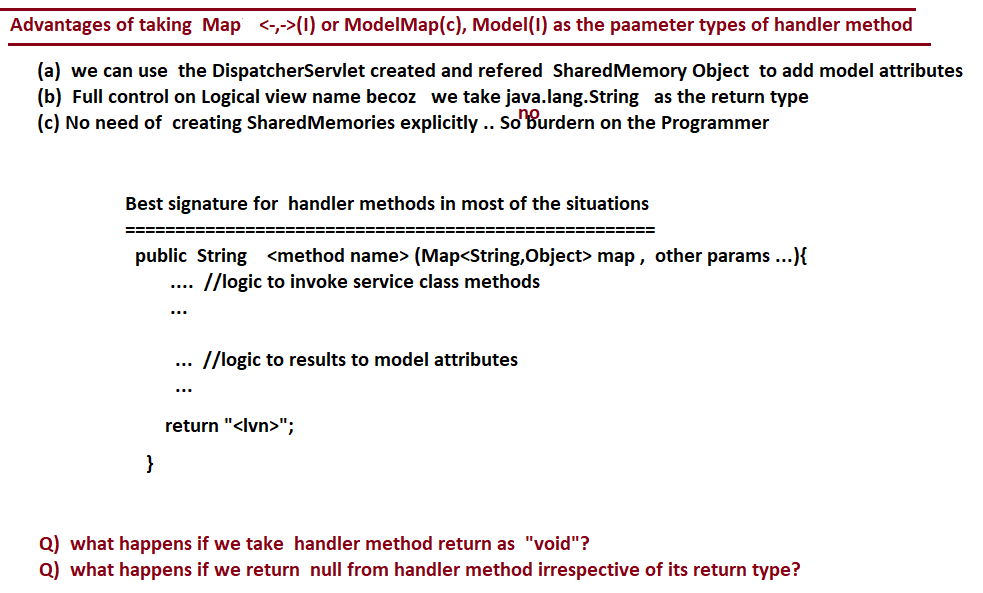 Advantages of taking Map <-,->(I) or ModelMap(c), Model(I) as the paameter types of handler method
(a) we can use the DispatcherServlet created and refered SharedMemory Object to add model attributes
(b) Full control on Logical view name becoz we take java.lang.String as the return type
no
(c) No need of creating SharedMemories explicitly .. So burdern on the Programmer
Best signature for handler methods in most of the situations
=====================================================
public String <method name> (Map<String,Object> map , other params ...){
.... //logic to invoke service class methods
...
... //logic to results to model attributes
...
return "<lvn>";
}
Q) what happens if we take handler method return as "void"?
Q) what happens if we return null from handler method irrespective of its return type?